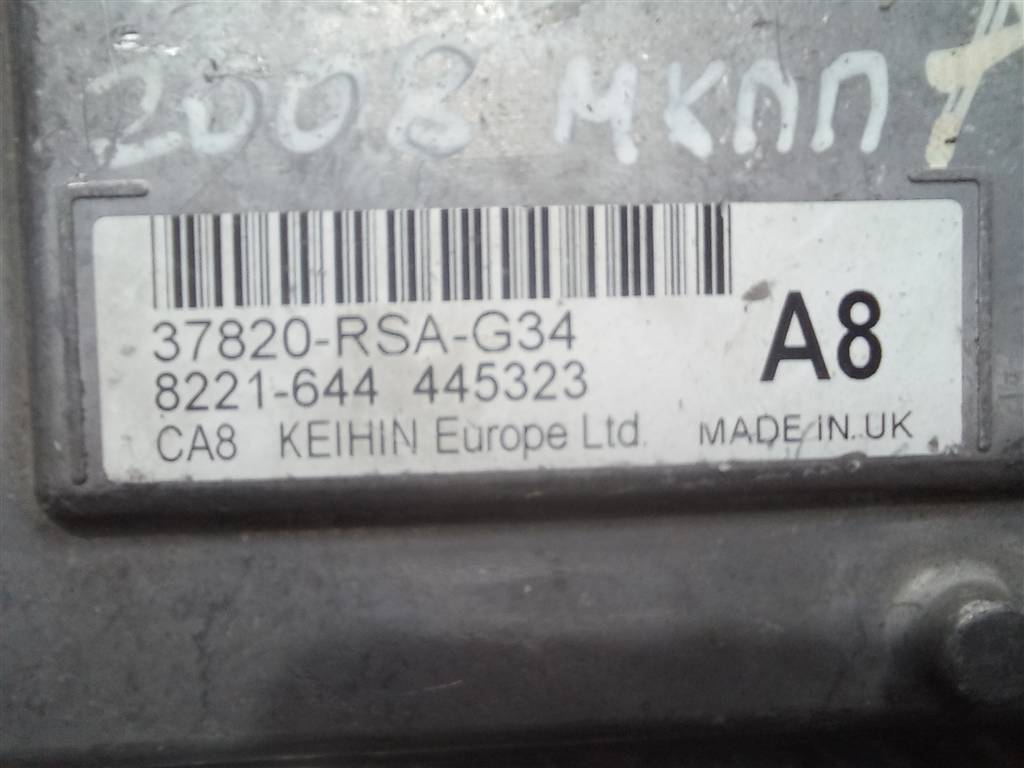 2008 МКПП A
37820-RSA-G34
8221-644 445323
A8
CA8 KEIHIN Europe Ltd. MADE IN UK